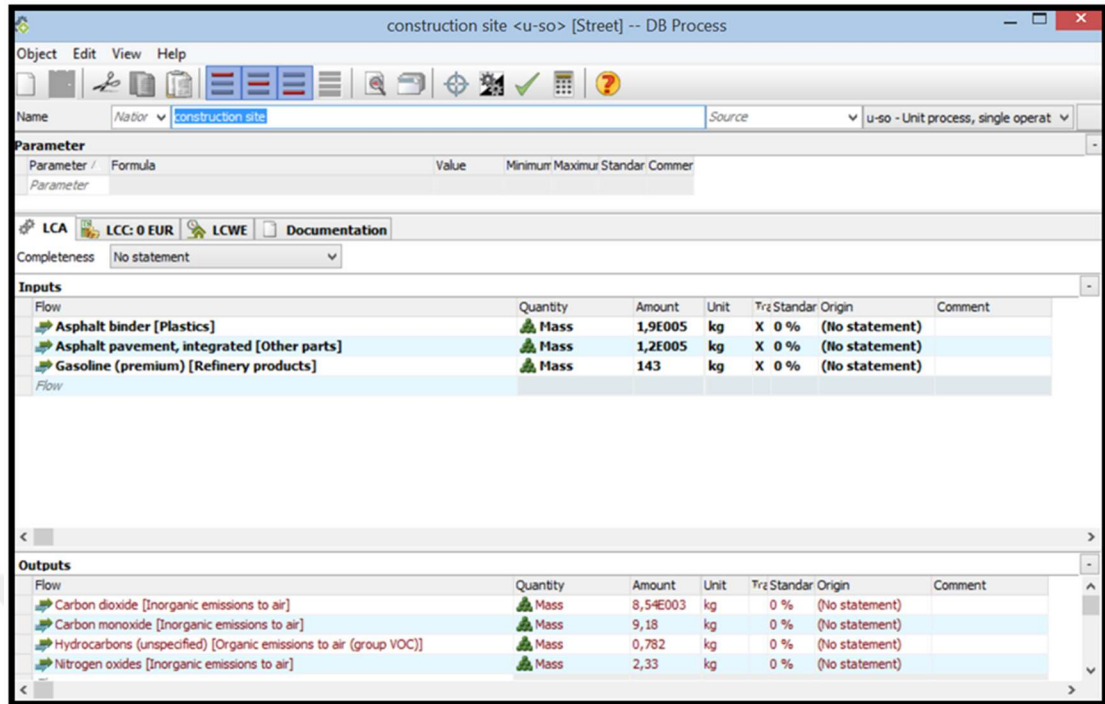 construction site <u-so> [Street] -- DB Process
Object Edit View Help
Name Nation construction site Source u-so - Unit process, single operat
Parameter
Parameter Formula Value Minimum Maximur Standar Commer
Parameter
LCA LCC: 0 EUR LCWE Documentation
Completeness No statement
Inputs
Flow Quantity Amount Unit Tra Standar Origin Comment
Asphalt binder [Plastics] Mass 1,9E005 kg X 0 % (No statement)
Asphalt pavement, integrated [Other parts] Mass 1,2E005 kg X 0 % (No statement)
Gasoline (premium) [Refinery products] Mass 143 kg X 0 % (No statement)
Flow
Outputs
Flow Quantity Amount Unit Tra Standar Origin Comment
Carbon dioxide [Inorganic emissions to air] Mass 8,54E003 kg 0 % (No statement)
Carbon monoxide [Inorganic emissions to air] Mass 9,18 kg 0 % (No statement)
Hydrocarbons (unspecified) [Organic emissions to air (group VOC)] Mass 0,782 kg 0 % (No statement)
Nitrogen oxides [Inorganic emissions to air] Mass 2,33 kg 0 % (No statement)